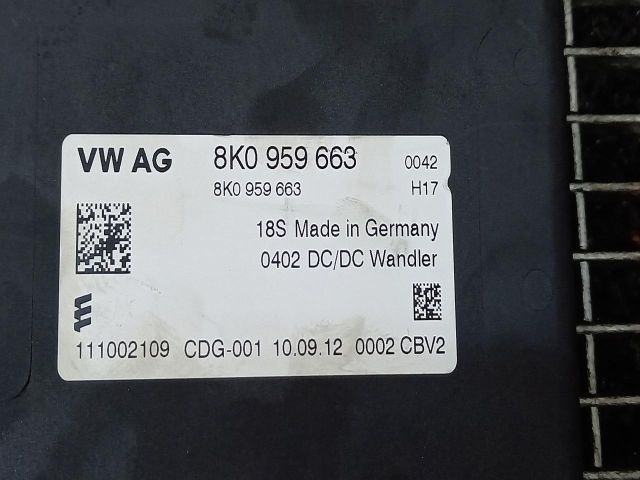 VW AG 8K0 959 663 0042
8K0 959 663 H17
18S Made in Germany
0402 DC/DC Wandler
111002109 CDG-001 10.09.12 0002 CBV2